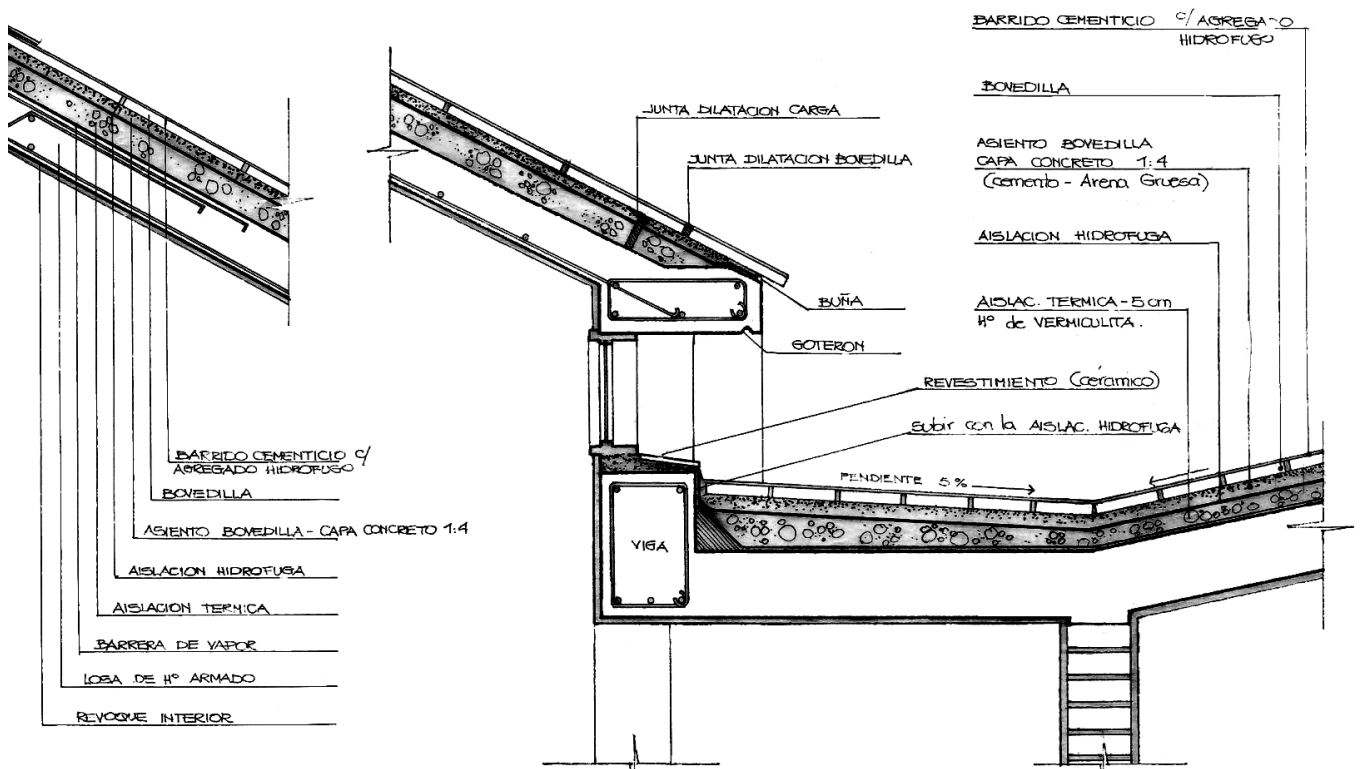 BARRIDO CEMENTICIO C/ AGREGADO
HIDROFUGO
BOVEDILLA
ASIENTO BOVEDILLA
CAPA CONCRETO 1:4
(cemento - Arena Gruesa)
AISLACION HIDROFUGA
AISLAC. TERMICA - 5 cm
Hº de VERMICULITA.
JUNTA DILATACION CARGA
JUNTA DILATACION BOVEDILLA
BUÑA
GOTERON
REVESTIMIENTO (cerámico)
subir con la AISLAC. HIDROFUGA
PENDIENTE 5%
VIGA
BARRIDO CEMENTICIO C/
AGREGADO HIDROFUGO
BOVEDILLA
ASIENTO BOVEDILLA - CAPA CONCRETO 1:4
AISLACION HIDROFUGA
AISLACION TERMICA
BARRERA DE VAPOR
LOSA DE Hº ARMADO
REVOQUE INTERIOR